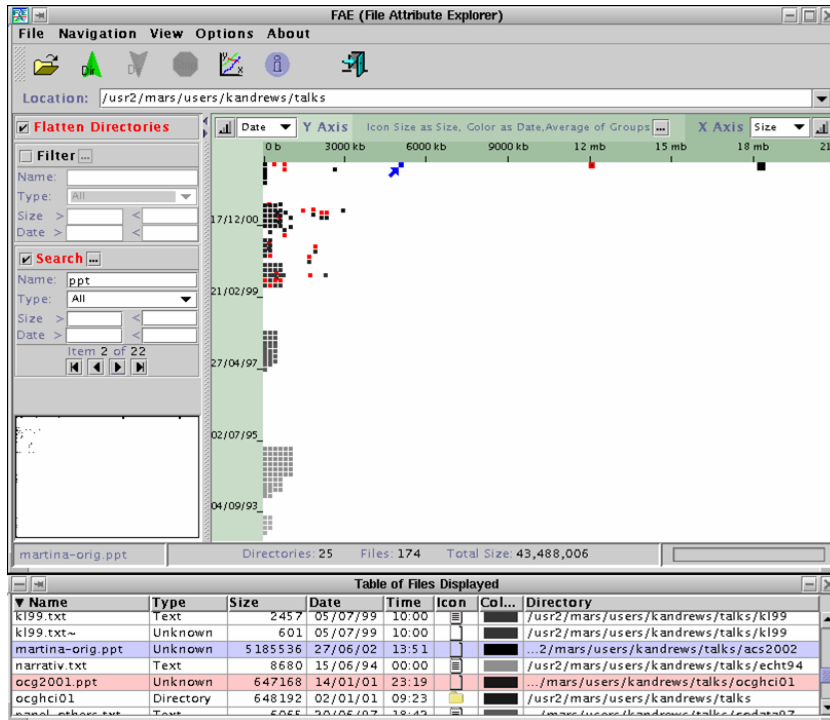 FAE (File Attribute Explorer)
File Navigation View Options About
Dir
Location: /usr2/mars/users/kandrews/talks
Flatten Directories
Date Y Axis Icon Size as Size, Color as Date,Average of Groups ... X Axis Size
0 b 3000 kb 6000 kb 9000 kb 12 mb 15 mb 18 mb 21
Filter ...
Name:
Type: All
Size > <
Date > <
Search ...
Name: ppt
Type: All
Size > <
Date > <
Item 2 of 22
17/12/00
21/02/99
27/04/97
02/07/95
04/09/93
martina-orig.ppt Directories: 25 Files: 174 Total Size: 43,488,006
Table of Files Displayed
Name Type Size Date Time Icon Col... Directory
kl99.txt Text 2457 05/07/99 10:00 /usr2/mars/users/kandrews/talks/kl99
kl99.txt~ Unknown 601 05/07/99 10:00 /usr2/mars/users/kandrews/talks/kl99
martina-orig.ppt Unknown 5185536 27/06/02 13:51 ...2/mars/users/kandrews/talks/acs2002
narrativ.txt Text 8680 15/06/94 00:00 /usr2/mars/users/kandrews/talks/echt94
ocg2001.ppt Unknown 647168 14/01/01 23:19 .../mars/users/kandrews/talks/ocghci01
ocghci01 Directory 648192 02/01/01 09:23 /usr2/mars/users/kandrews/talks